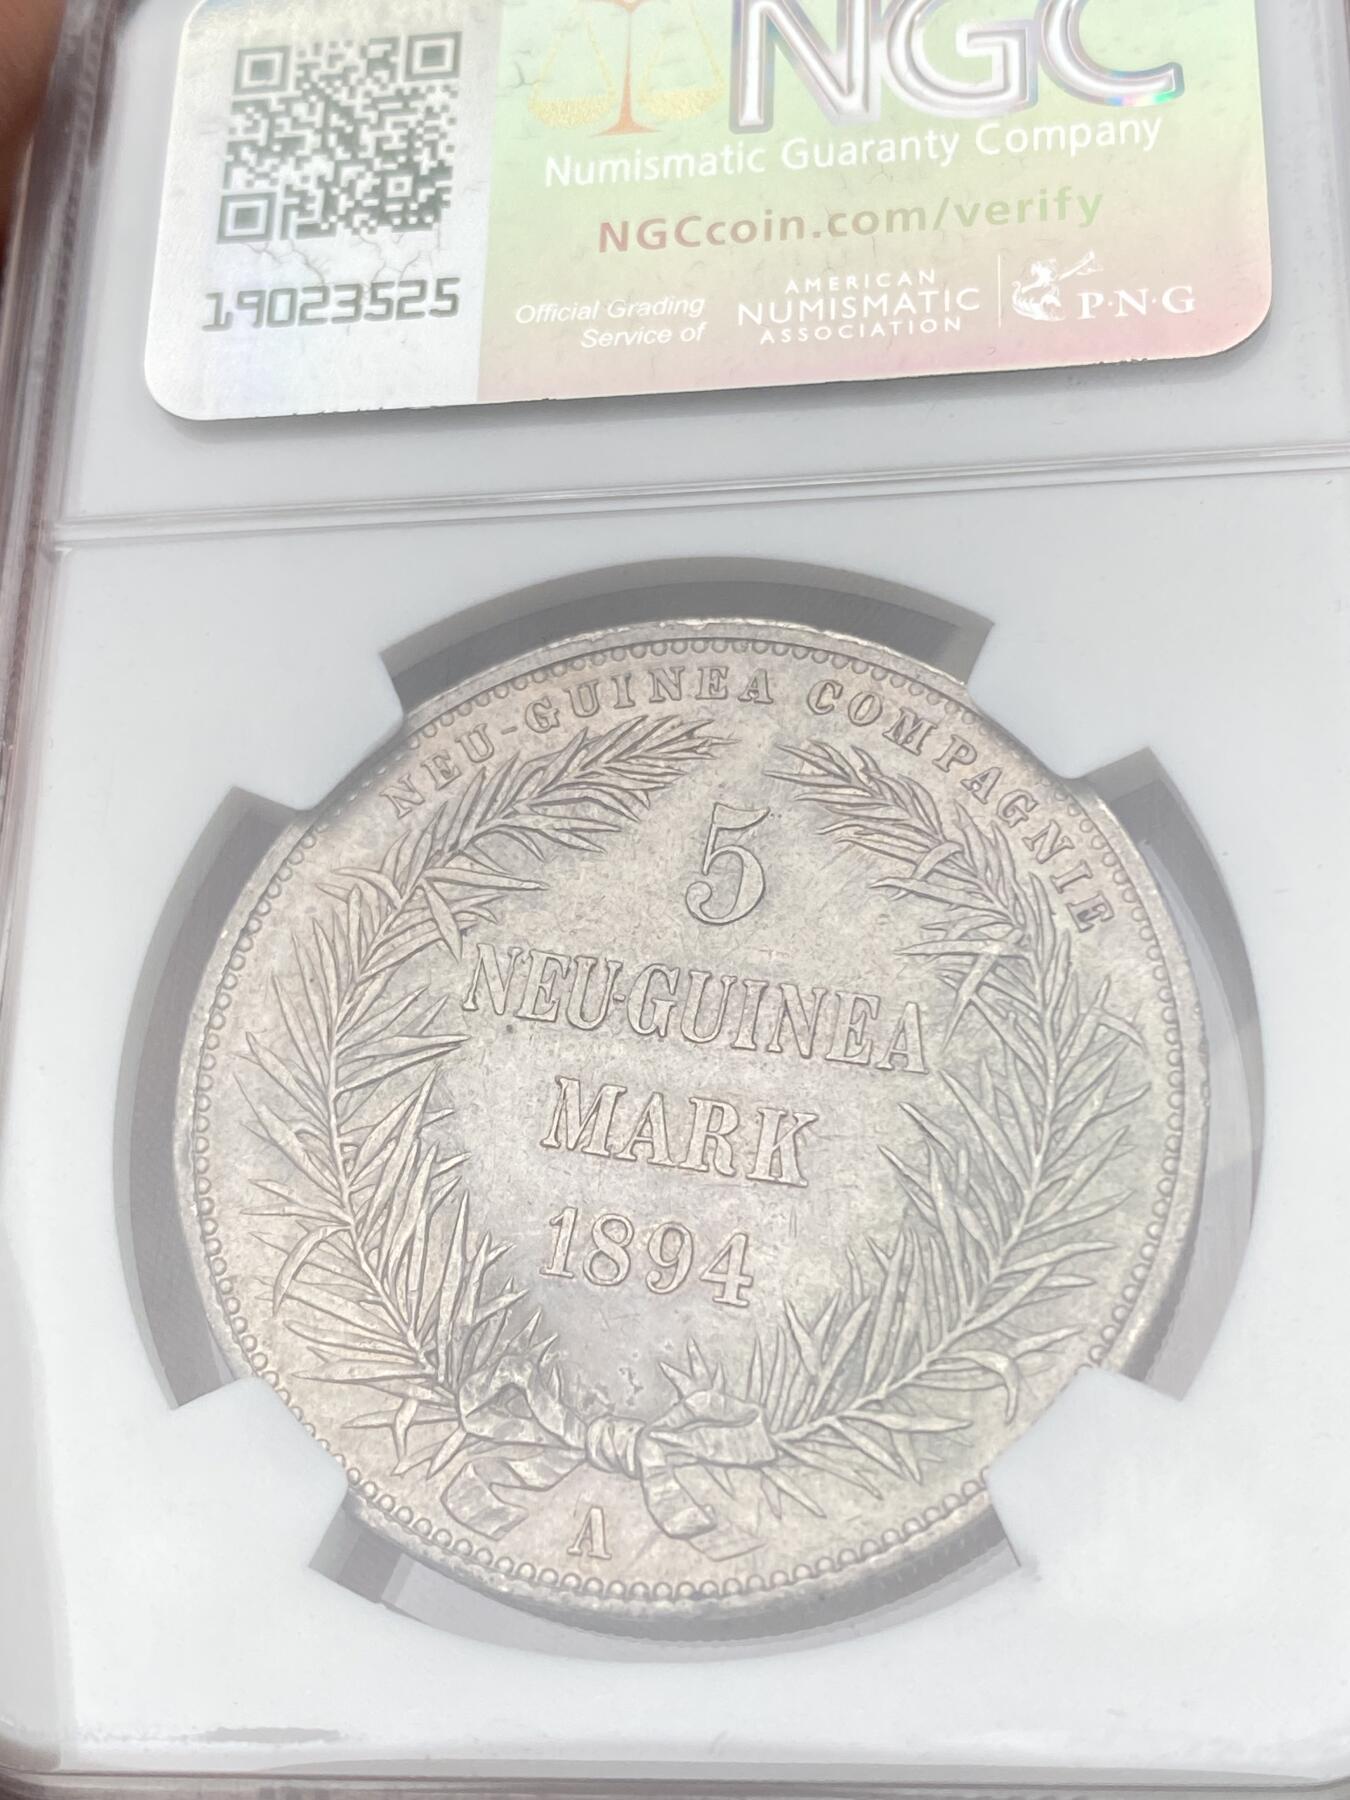 NGC
Numismatic Guaranty Company
NGCcoin.com/verify
19023525
Official Grading
Service of
AMERICAN
NUMISMATIC
ASSOCIATION
P·N·G
NEU-GUINEA COMPAGNIE
5
NEU-GUINEA
MARK
1894
A